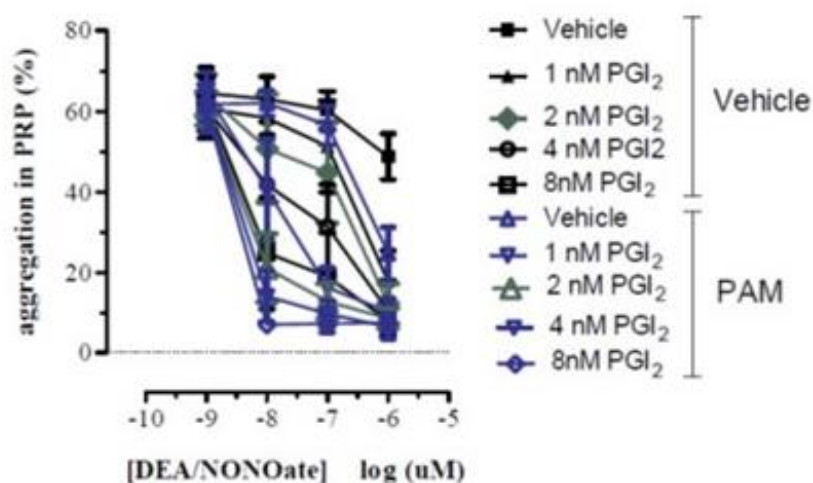 aggregation in PRP (%)
80
60
40
20
0
-10 -9 -8 -7 -6 -5
[DEA/NONOate] log (uM)
Vehicle
1 nM PGI₂
2 nM PGI₂
4 nM PGI2
8nM PGI₂
Vehicle
Vehicle
1 nM PGI₂
2 nM PGI₂
4 nM PGI₂
8nM PGI₂
PAM